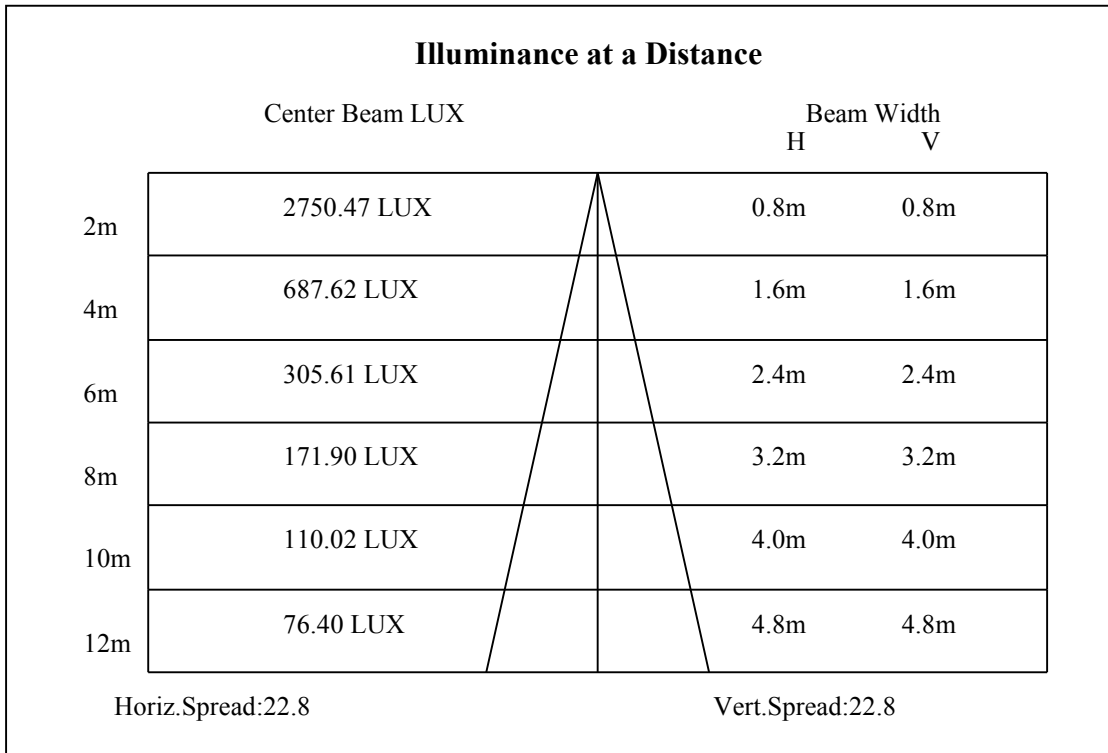 Illuminance at a Distance
Center Beam LUX Beam Width
H V
2m 2750.47 LUX 0.8m 0.8m
4m 687.62 LUX 1.6m 1.6m
6m 305.61 LUX 2.4m 2.4m
8m 171.90 LUX 3.2m 3.2m
10m 110.02 LUX 4.0m 4.0m
12m 76.40 LUX 4.8m 4.8m
Horiz.Spread:22.8 Vert.Spread:22.8